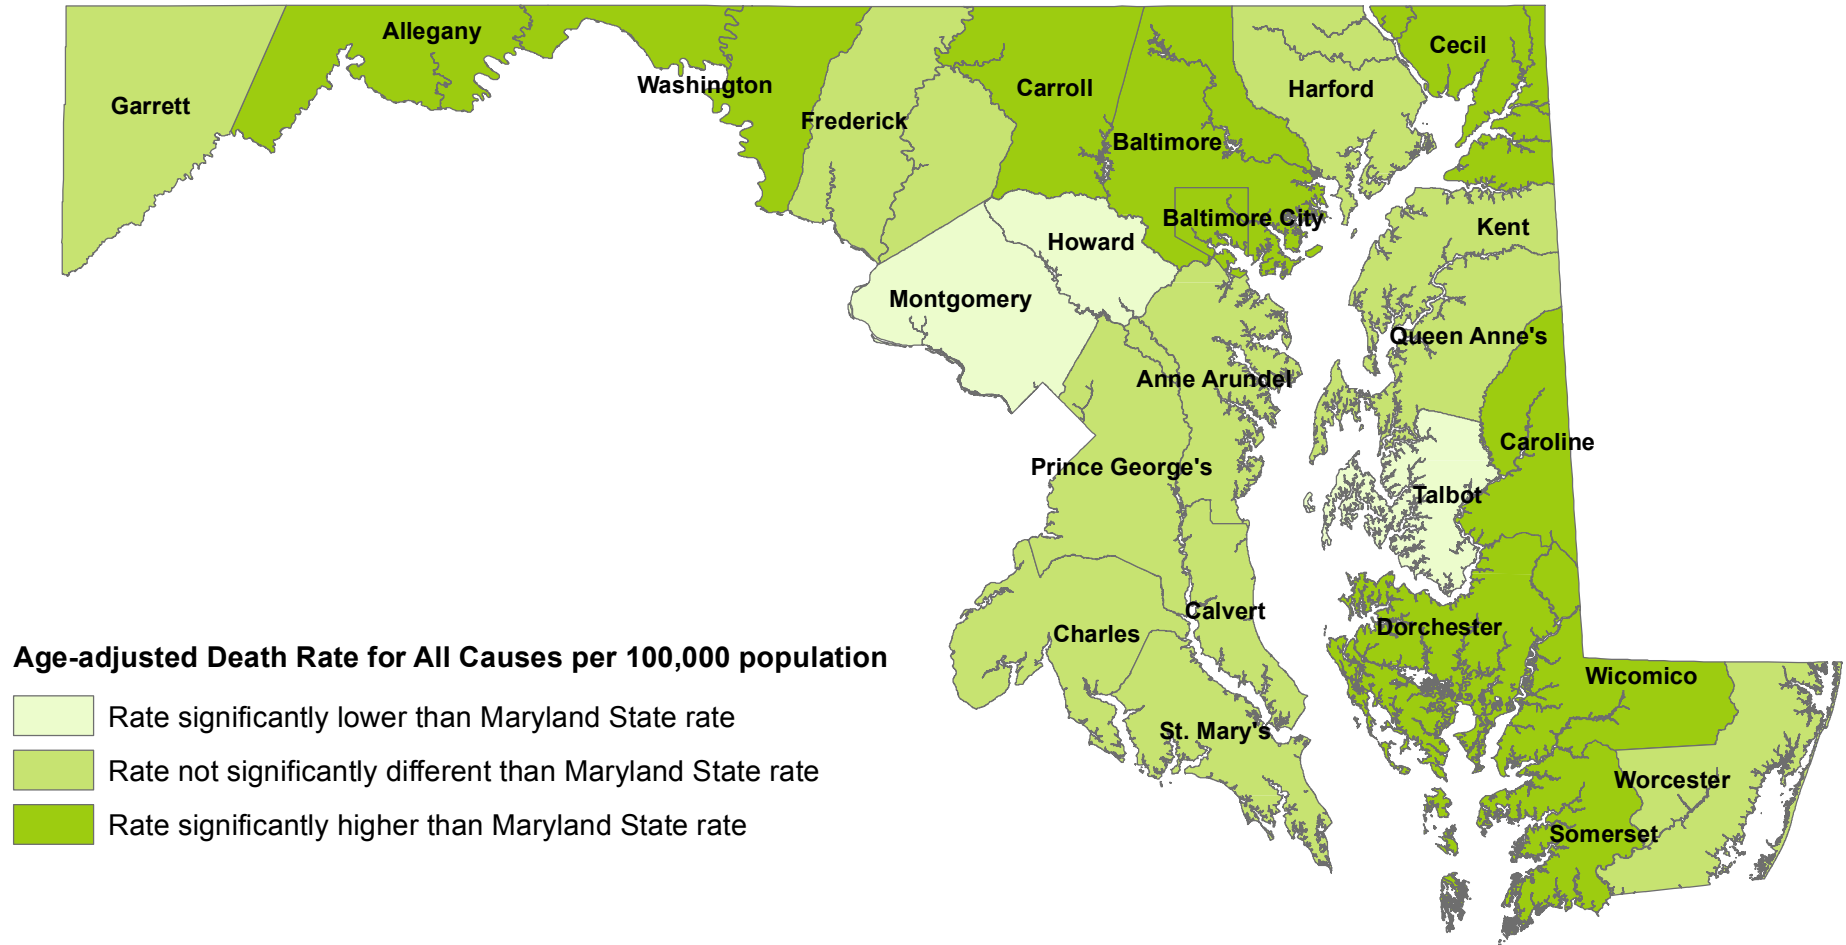 Allegany
Cecil
Washington
Carroll
Harford
Garrett
Frederick
Baltimore
Baltimore City
Kent
Howard
Montgomery
Queen Anne's
Anne Arundel
Caroline
Prince George's
Talbot
Calvert
Dorchester
Charles
Wicomico
St. Mary's
Worcester
Somerset
Age-adjusted Death Rate for All Causes per 100,000 population
Rate significantly lower than Maryland State rate
Rate not significantly different than Maryland State rate
Rate significantly higher than Maryland State rate